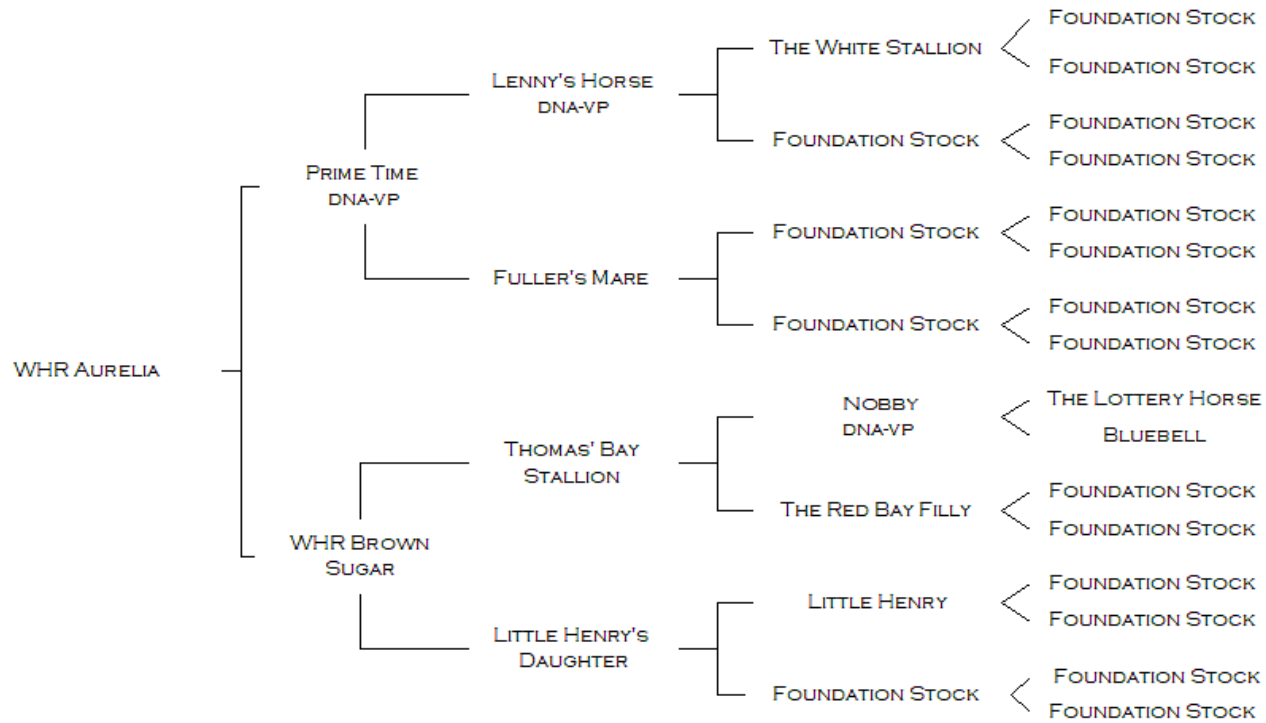 Foundation Stock
The White Stallion
Foundation Stock
Lenny's Horse
DNA-VP
Foundation Stock
Foundation Stock
Foundation Stock
Prime Time
DNA-VP
Foundation Stock
Foundation Stock
Foundation Stock
Fuller's Mare
Foundation Stock
Foundation Stock
Foundation Stock
WHR Aurelia
Nobby
DNA-VP
The Lottery Horse
Bluebell
Thomas' Bay
Stallion
Foundation Stock
The Red Bay Filly
Foundation Stock
WHR Brown
Sugar
Foundation Stock
Little Henry
Foundation Stock
Little Henry's
Daughter
Foundation Stock
Foundation Stock
Foundation Stock